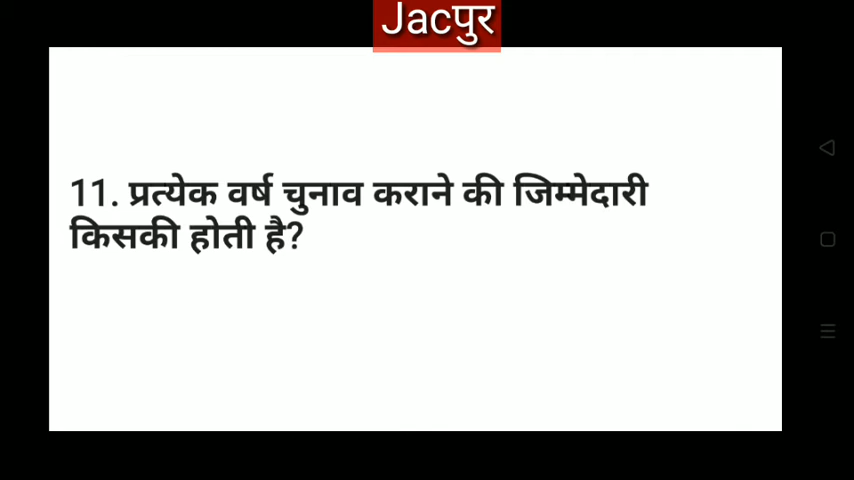 Jacपुर
11. प्रत्येक वर्ष चुनाव कराने की जिम्मेदारी
किसकी होती है?